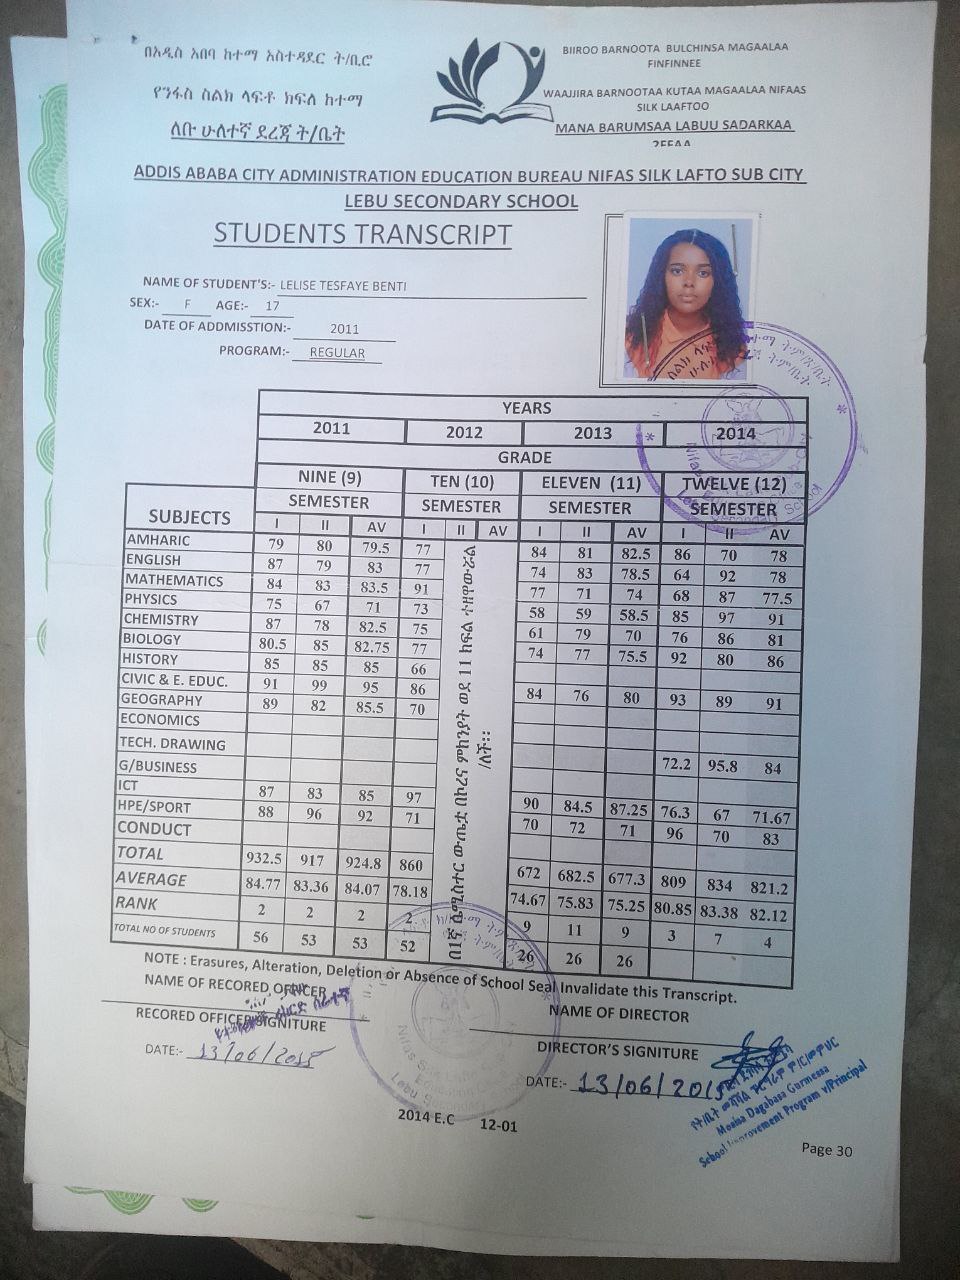 በአዲስ አበባ ከተማ አስተዳደር ት/ቢሮ
የንፋስ ስልክ ላፍቶ ክፍለ ከተማ
ለቡ ሁለተኛ ደረጃ ት/ቤት
BIIROO BARNOOTA BULCHINSA MAGAALAA
FINFINNEE
WAAJJIRA BARNOOTAA KUTAA MAGAALAA NIFAAS
SILK LAAFTOO
MANA BARUMSAA LABUU SADARKAA
2FFAA
ADDIS ABABA CITY ADMINISTRATION EDUCATION BUREAU NIFAS SILK LAFTO SUB CITY
LEBU SECONDARY SCHOOL
STUDENTS TRANSCRIPT
NAME OF STUDENT'S:- LELISE TESFAYE BENTI
SEX:- F AGE:- 17
DATE OF ADDMISSTION:- 2011
PROGRAM:- REGULAR
YEARS
2011 2012 2013 2014
GRADE
NINE (9) TEN (10) ELEVEN (11) TWELVE (12)
SEMESTER SEMESTER SEMESTER SEMESTER
SUBJECTS I II AV I II AV I II AV I II AV
AMHARIC 79 80 79.5 77 84 81 82.5 86 70 78
ENGLISH 87 79 83 77 74 83 78.5 64 92 78
MATHEMATICS 84 83 83.5 91 77 71 74 68 87 77.5
PHYSICS 75 67 71 73 58 59 58.5 85 97 91
CHEMISTRY 87 78 82.5 75 61 79 70 76 86 81
BIOLOGY 80.5 85 82.75 77 74 77 75.5 92 80 86
HISTORY 85 85 85 66
CIVIC & E. EDUC. 91 99 95 86 84 76 80 93 89 91
GEOGRAPHY 89 82 85.5 70
ECONOMICS
TECH. DRAWING 72.2 95.8 84
G/BUSINESS
ICT 87 83 85 97 90 84.5 87.25 76.3 67 71.67
HPE/SPORT 88 96 92 71 70 72 71 96 70 83
CONDUCT
TOTAL 932.5 917 924.8 860 672 682.5 677.3 809 834 821.2
AVERAGE 84.77 83.36 84.07 78.18 74.67 75.83 75.25 80.85 83.38 82.12
RANK 2 2 2 2 9 11 9 3 7 4
TOTAL NO OF STUDENTS 56 53 53 52 26 26 26
በ1ኛ ሴሚስተር ውጤቷ በኮረና ምክንያት ወደ 11 ክፍል ተዘዋውራል
/ለች፡፡
NOTE : Erasures, Alteration, Deletion or Absence of School Seal Invalidate this Transcript.
NAME OF RECORED OFFICER
NAME OF DIRECTOR
RECORED OFFICER SIGNITURE
DIRECTOR'S SIGNITURE
DATE:- 13/06/2015
DATE:- 13/06/2015
Mosisa Dagabasa Gurmessa
School Improvement Program v/Principal
2014 E.C 12-01
Page 30